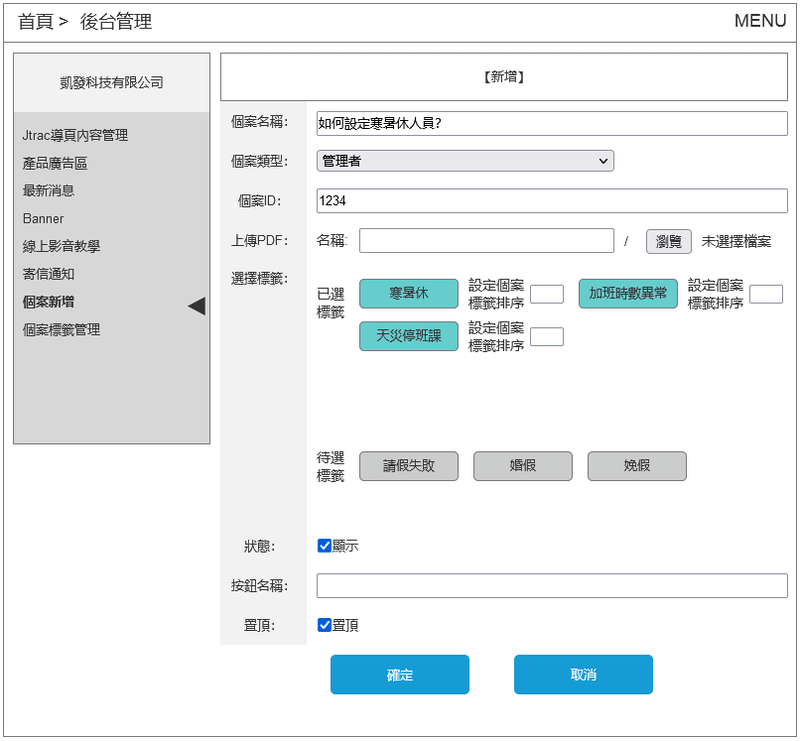 首頁 > 後台管理
MENU
凱發科技有限公司
Jtrac導頁內容管理
產品廣告區
最新消息
Banner
線上影音教學
寄信通知
個案新增
個案標籤管理
【新增】
個案名稱:
如何設定寒暑休人員?
個案類型:
管理者
個案ID:
1234
上傳PDF:
名稱:
/
瀏覽
未選擇檔案
選擇標籤:
已選
標籤
寒暑休
設定個案
標籤排序
加班時數異常
設定個案
標籤排序
天災停班課
設定個案
標籤排序
待選
標籤
請假失敗
婚假
娩假
狀態:
顯示
按鈕名稱:
置頂:
置頂
確定
取消